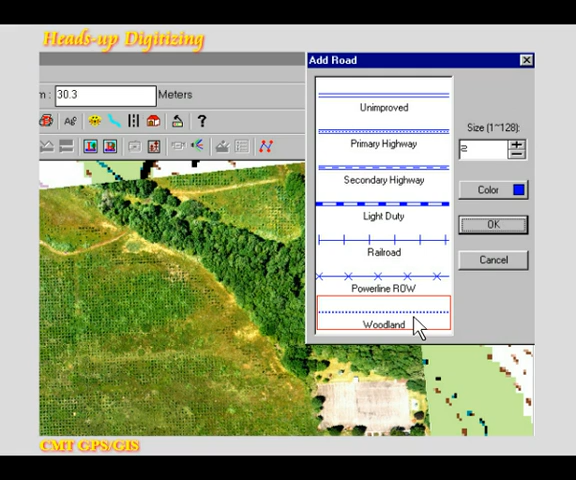 Heads-up Digitizing
Add Road
m : 30.3 Meters
Unimproved
Primary Highway
Secondary Highway
Light Duty
Railroad
Powerline ROW
Woodland
Size (1~128):
2
Color
OK
Cancel
CMT GPS/GIS